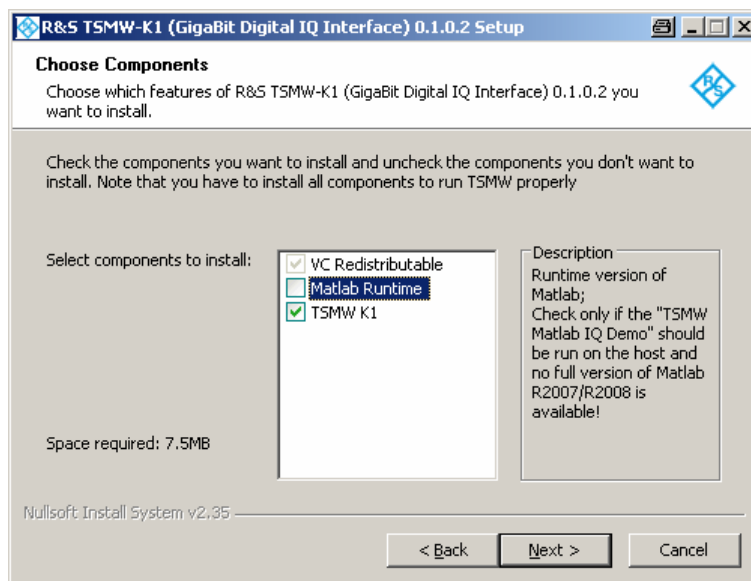 R&S TSMW-K1 (GigaBit Digital IQ Interface) 0.1.0.2 Setup
Choose Components
Choose which features of R&S TSMW-K1 (GigaBit Digital IQ Interface) 0.1.0.2 you
want to install.
R&S
Check the components you want to install and uncheck the components you don't want to
install. Note that you have to install all components to run TSMW properly
Select components to install:
VC Redistributable
Matlab Runtime
TSMW K1
Space required: 7.5MB
Description
Runtime version of
Matlab;
Check only if the "TSMW
Matlab IQ Demo" should
be run on the host and
no full version of Matlab
R2007/R2008 is
available!
Nullsoft Install System v2.35
< Back
Next >
Cancel